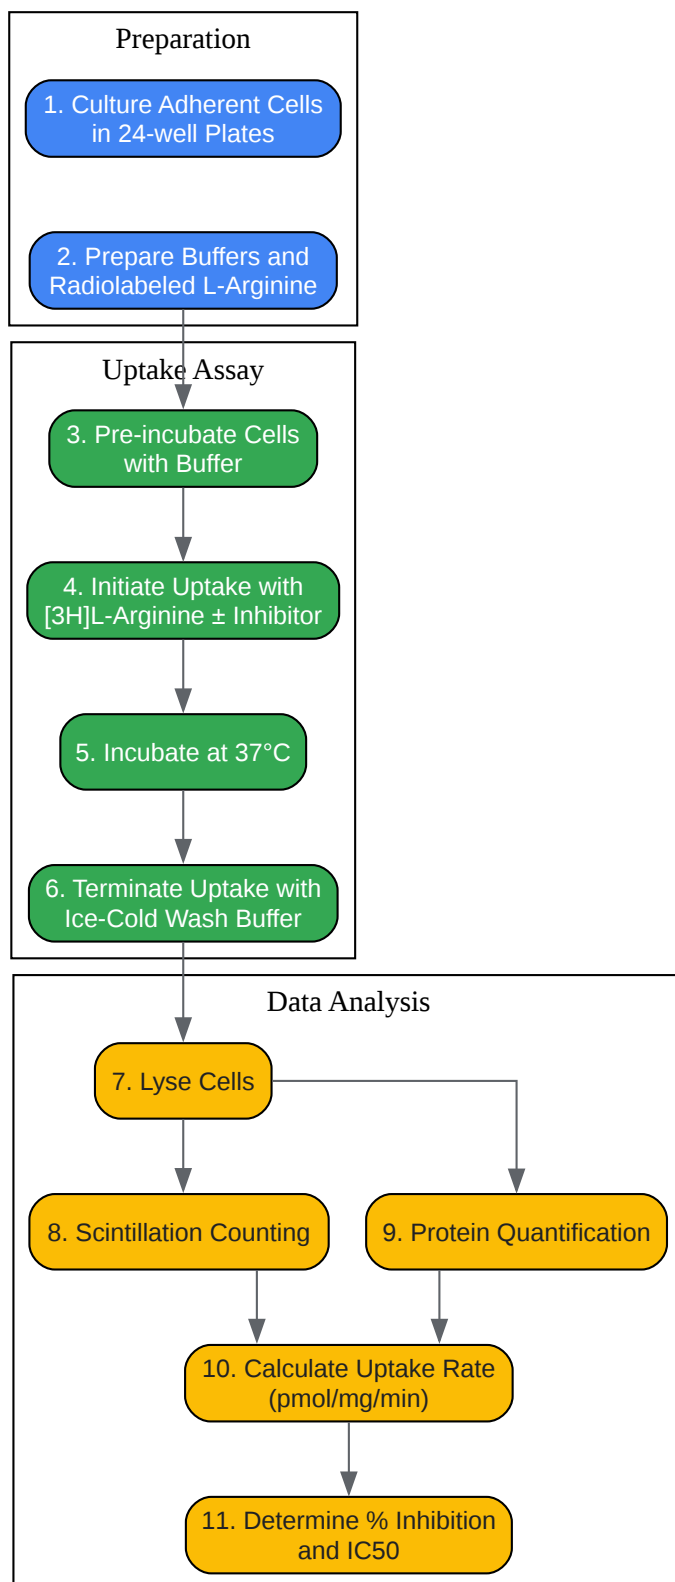 Preparation
1. Culture Adherent Cells
in 24-well Plates
2. Prepare Buffers and
Radiolabeled L-Arginine
Uptake Assay
3. Pre-incubate Cells
with Buffer
4. Initiate Uptake with
[3H]L-Arginine ± Inhibitor
5. Incubate at 37°C
6. Terminate Uptake with
Ice-Cold Wash Buffer
Data Analysis
7. Lyse Cells
8. Scintillation Counting
9. Protein Quantification
10. Calculate Uptake Rate
(pmol/mg/min)
11. Determine % Inhibition
and IC50